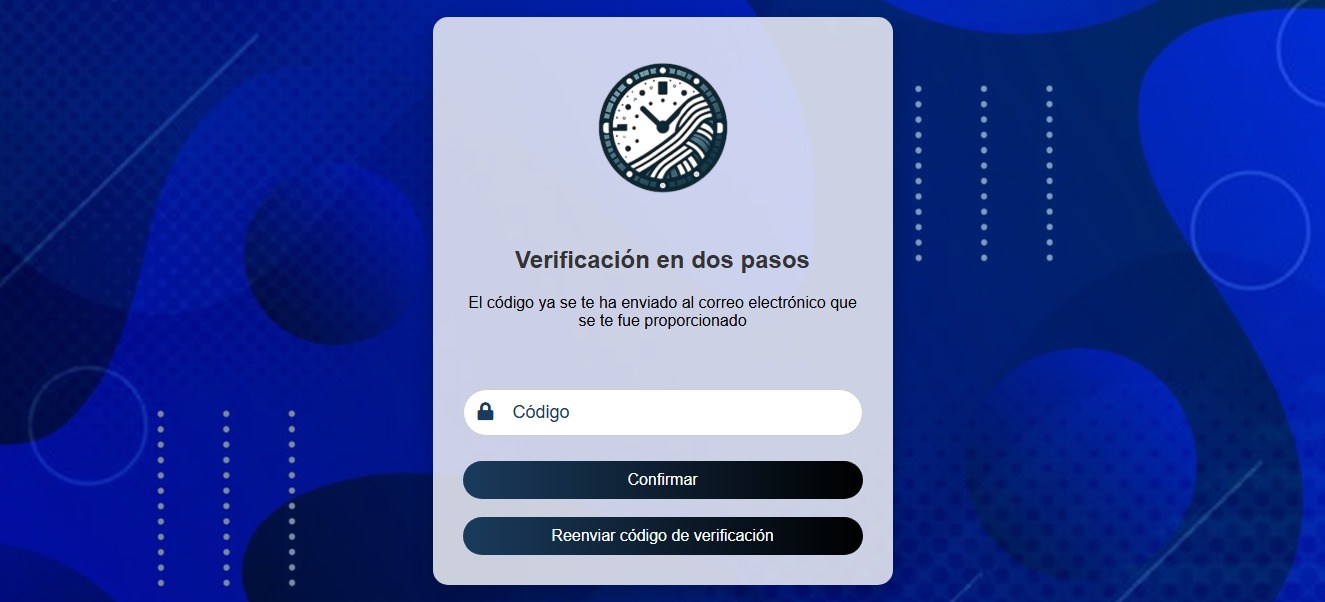 Verificación en dos pasos
El código ya se te ha enviado al correo electrónico que
se te fue proporcionado
Código
Confirmar
Reenviar código de verificación